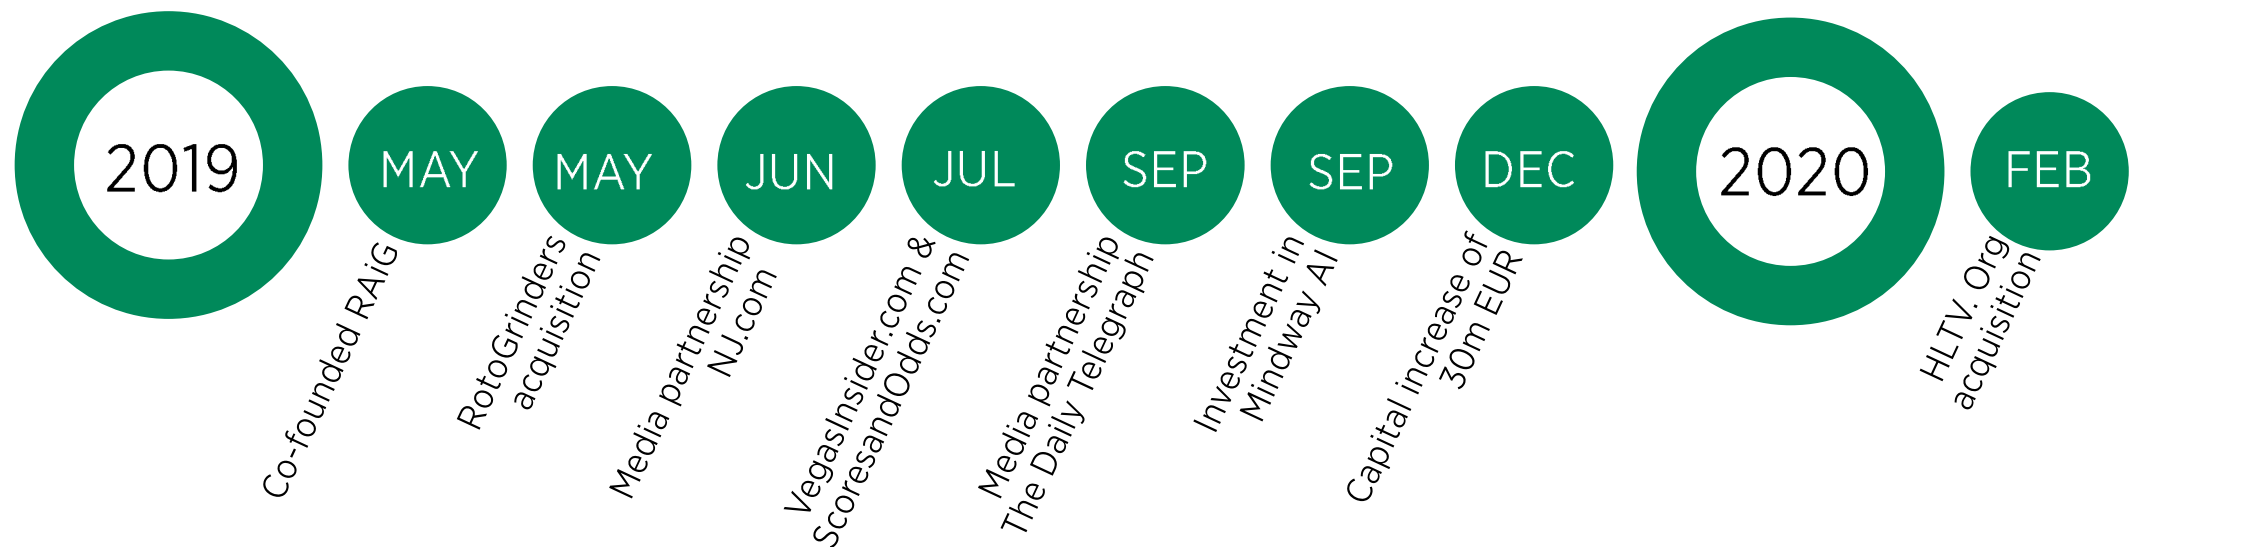 2019
MAY
Co-founded RAiG
MAY
RotoGrinders
acquisition
JUN
Media partnership
NJ.com
JUL
VegasInsider.com &
ScoresandOdds.com
SEP
Media partnership
The Daily Telegraph
SEP
Investment in
Mindway AI
DEC
Capital increase of
30m EUR
2020
FEB
HLTV. Org
acquisition